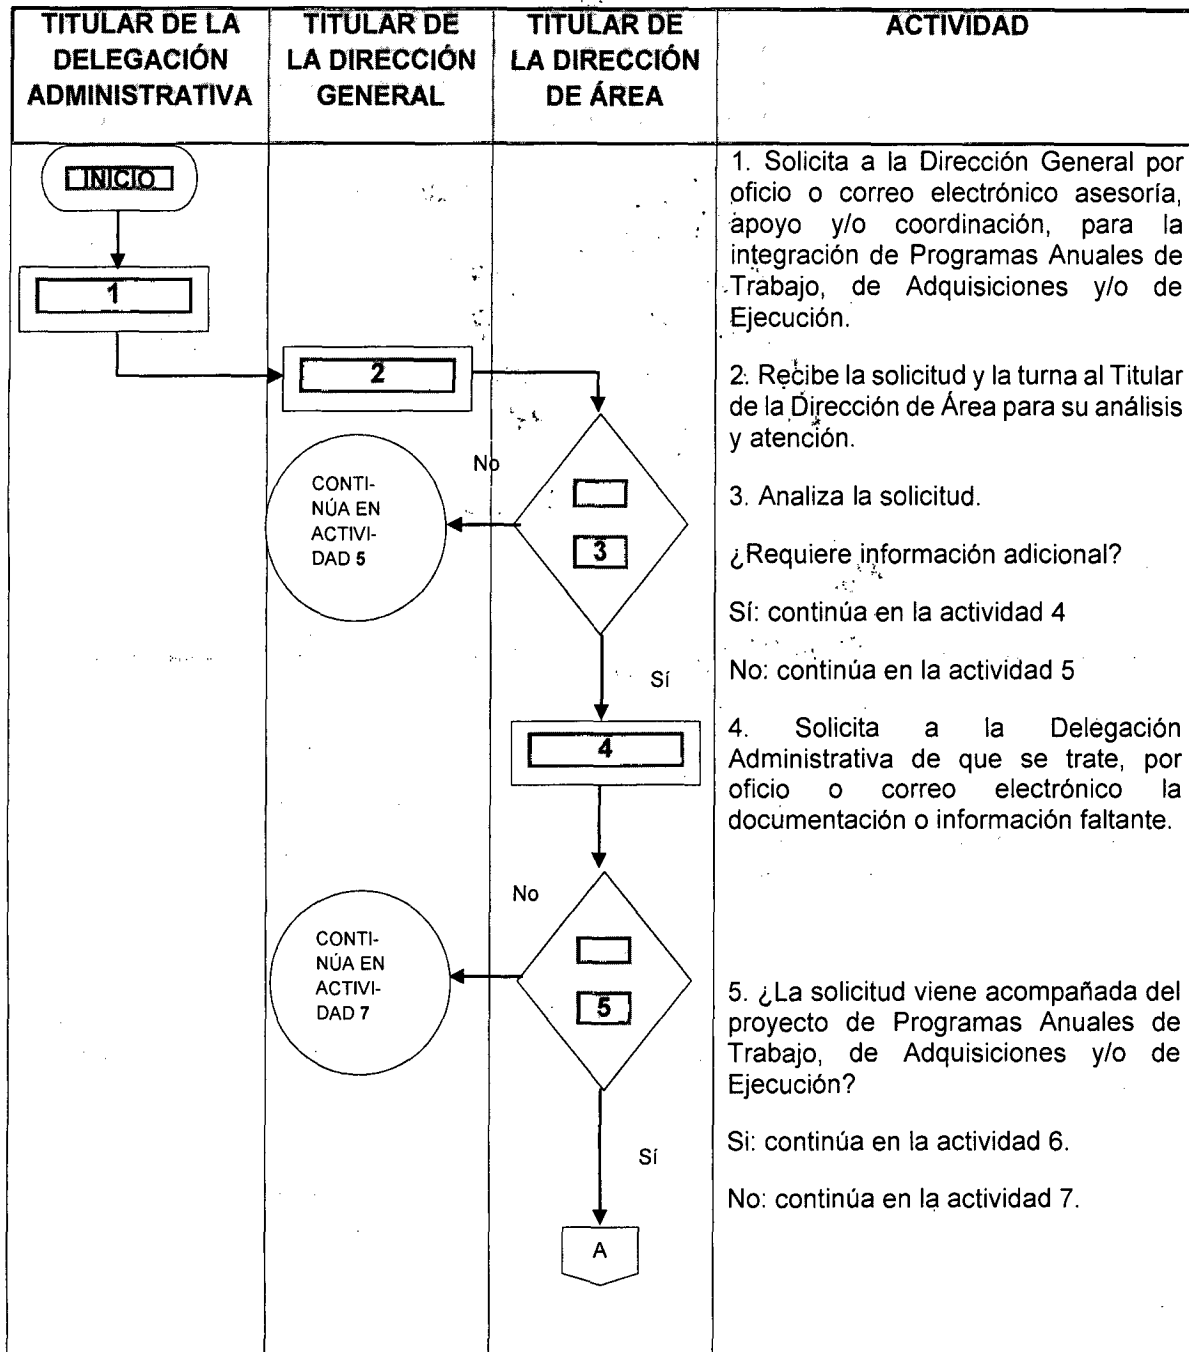 TITULAR DE LA
DELEGACIÓN
ADMINISTRATIVA
TITULAR DE
LA DIRECCIÓN
GENERAL
TITULAR DE
LA DIRECCIÓN
DE ÁREA
ACTIVIDAD
INICIO
1
2
No
CONTI-
NÚA EN
ACTIVI-
DAD 5
3
Sí
4
No
CONTI-
NÚA EN
ACTIVI-
DAD 7
5
Sí
A
1. Solicita a la Dirección General por
oficio o correo electrónico asesoría,
apoyo y/o coordinación, para la
integración de Programas Anuales de
Trabajo, de Adquisiciones y/o de
Ejecución.
2. Recibe la solicitud y la turna al Titular
de la Dirección de Área para su análisis
y atención.
3. Analiza la solicitud.
¿Requiere información adicional?
Sí: continúa en la actividad 4
No: continúa en la actividad 5
4. Solicita a la Delegación
Administrativa de que se trate, por
oficio o correo electrónico la
documentación o información faltante.
5. ¿La solicitud viene acompañada del
proyecto de Programas Anuales de
Trabajo, de Adquisiciones y/o de
Ejecución?
Si: continúa en la actividad 6.
No: continúa en la actividad 7.